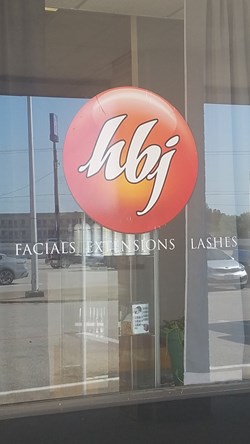 hbj
FACIALS EXTENSIONS LASHES